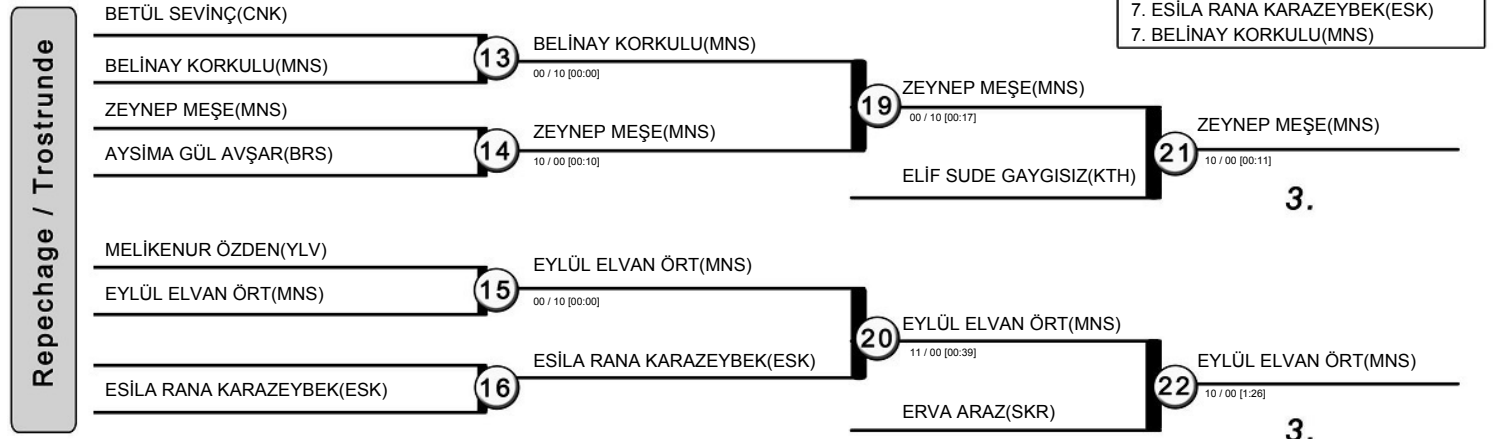 7. ESİLA RANA KARAZEYBEK(ESK)
7. BELİNAY KORKULU(MNS)
Repechage / Trostrunde
BETÜL SEVİNÇ(CNK)
BELİNAY KORKULU(MNS)
13
BELİNAY KORKULU(MNS)
00 / 10 [00:00]
ZEYNEP MEŞE(MNS)
AYSİMA GÜL AVŞAR(BRS)
14
ZEYNEP MEŞE(MNS)
10 / 00 [00:10]
19
ZEYNEP MEŞE(MNS)
00 / 10 [00:17]
ELİF SUDE GAYGISIZ(KTH)
21
ZEYNEP MEŞE(MNS)
10 / 00 [00:11]
3.
MELİKENUR ÖZDEN(YLV)
EYLÜL ELVAN ÖRT(MNS)
15
EYLÜL ELVAN ÖRT(MNS)
00 / 10 [00:00]
ESİLA RANA KARAZEYBEK(ESK)
16
ESİLA RANA KARAZEYBEK(ESK)
20
EYLÜL ELVAN ÖRT(MNS)
11 / 00 [00:39]
ERVA ARAZ(SKR)
22
EYLÜL ELVAN ÖRT(MNS)
10 / 00 [1:26]
3.